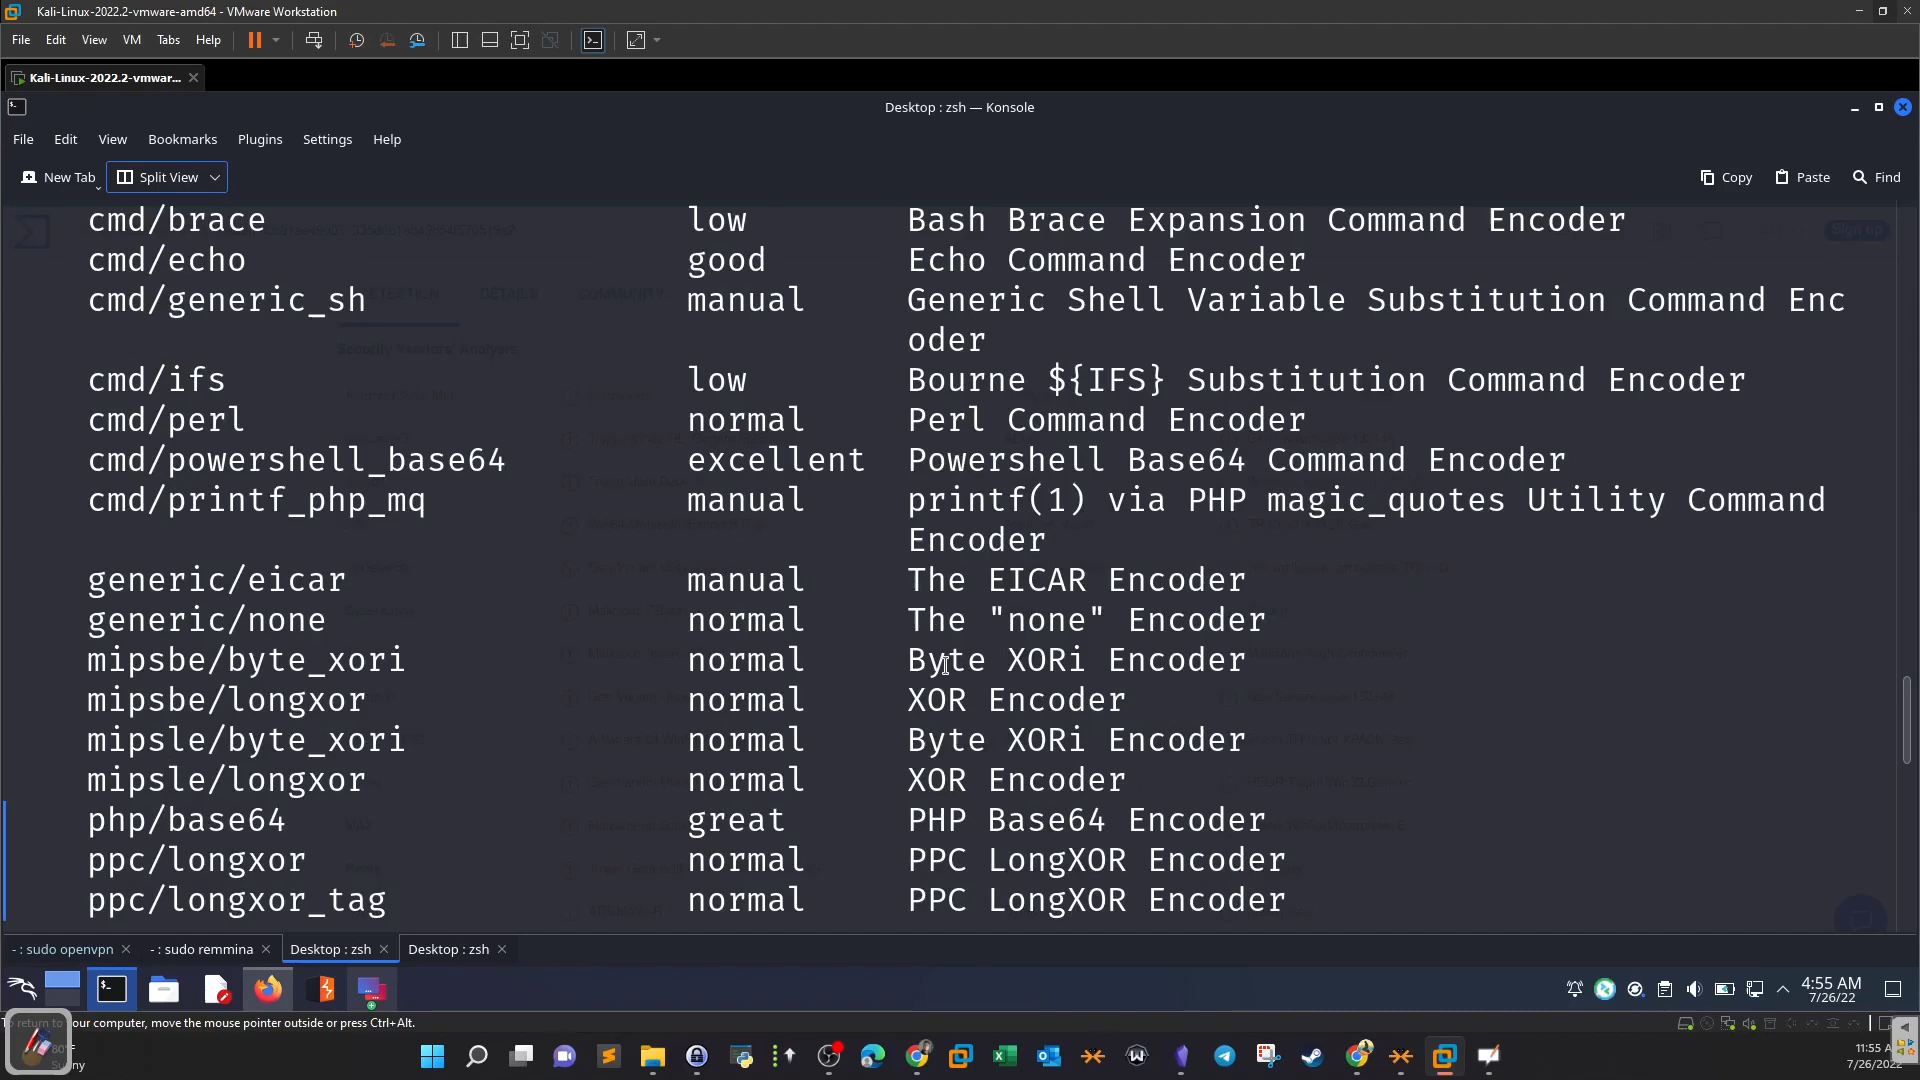 Kali-Linux-2022.2-vmware-amd64 - VMware Workstation
File Edit View VM Tabs Help
Kali-Linux-2022.2-vmwar...
Desktop : zsh — Konsole
File Edit View Bookmarks Plugins Settings Help
New Tab Split View Copy Paste Find
cmd/brace low Bash Brace Expansion Command Encoder
cmd/echo good Echo Command Encoder
cmd/generic_sh manual Generic Shell Variable Substitution Command Enc
oder
cmd/ifs low Bourne ${IFS} Substitution Command Encoder
cmd/perl normal Perl Command Encoder
cmd/powershell_base64 excellent Powershell Base64 Command Encoder
cmd/printf_php_mq manual printf(1) via PHP magic_quotes Utility Command
Encoder
generic/eicar manual The EICAR Encoder
generic/none normal The "none" Encoder
mipsbe/byte_xori normal Byte XORi Encoder
mipsbe/longxor normal XOR Encoder
mipsle/byte_xori normal Byte XORi Encoder
mipsle/longxor normal XOR Encoder
php/base64 great PHP Base64 Encoder
ppc/longxor normal PPC LongXOR Encoder
ppc/longxor_tag normal PPC LongXOR Encoder
- : sudo openvpn - : sudo remmina Desktop : zsh Desktop : zsh
4:55 AM
7/26/22
To return to your computer, move the mouse pointer outside or press Ctrl+Alt.
80°F
Sunny
11:55
7/26/2022